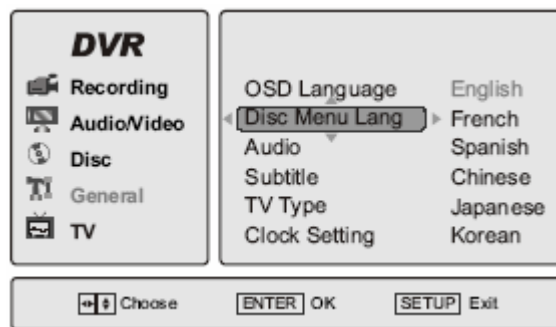 DVR
Recording
Audio/Video
Disc
General
TV
OSD Language English
Disc Menu Lang French
Audio Spanish
Subtitle Chinese
TV Type Japanese
Clock Setting Korean
Choose ENTER OK SETUP Exit